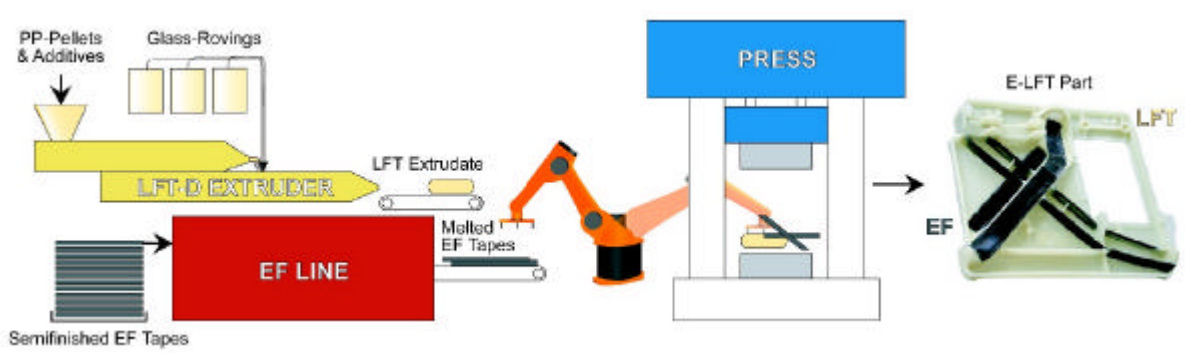 PP-Pellets
& Additives
Glass-Rovings
LFT-D EXTRUDER
LFT Extrudate
Melted
EF Tapes
EF LINE
Semifinished EF Tapes
PRESS
E-LFT Part
LFT
EF